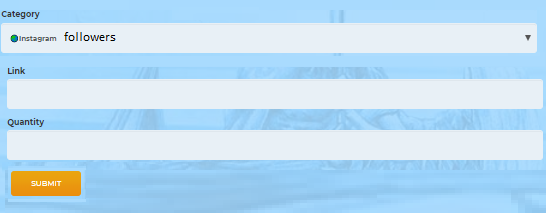 Category
Instagram followers
Link
Quantity
SUBMIT